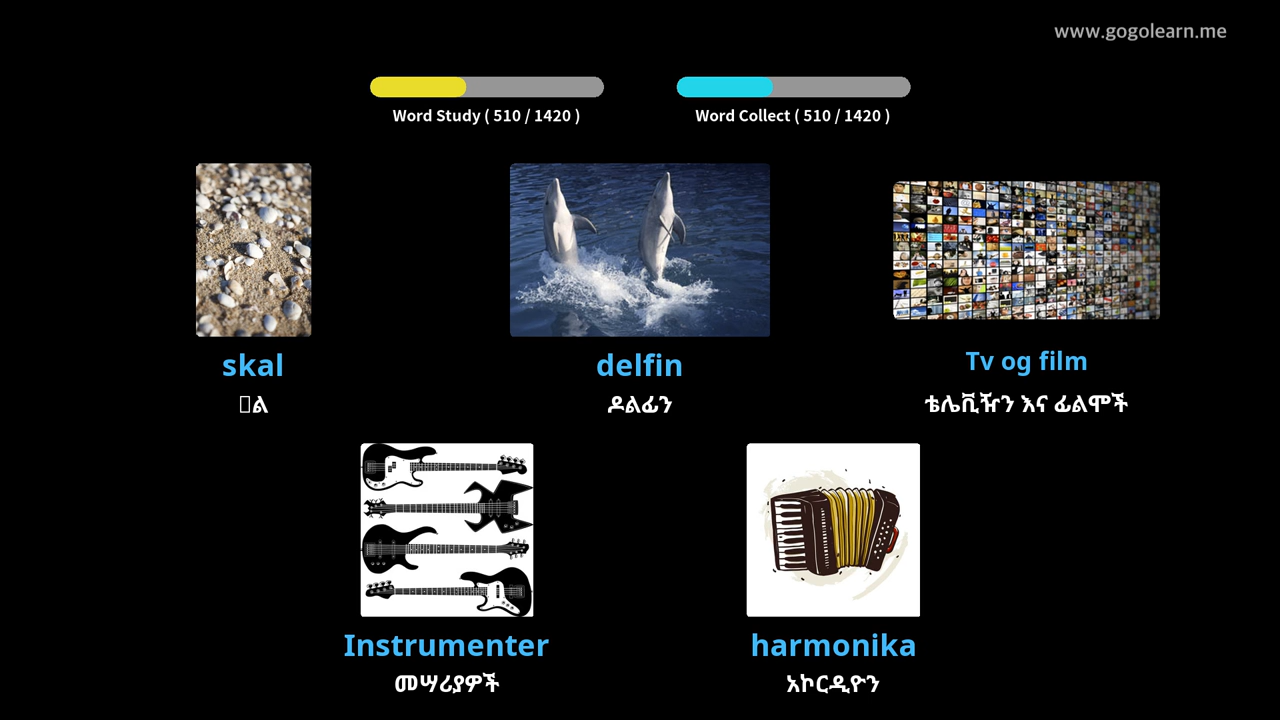 www.gogolearn.me
Word Study ( 510 / 1420 )
Word Collect ( 510 / 1420 )
skal
delfin
ዶልፊን
Tv og film
ቴሌቪዥን እና ፊልሞች
Instrumenter
መሣሪያዎች
harmonika
አኮርዲዮን